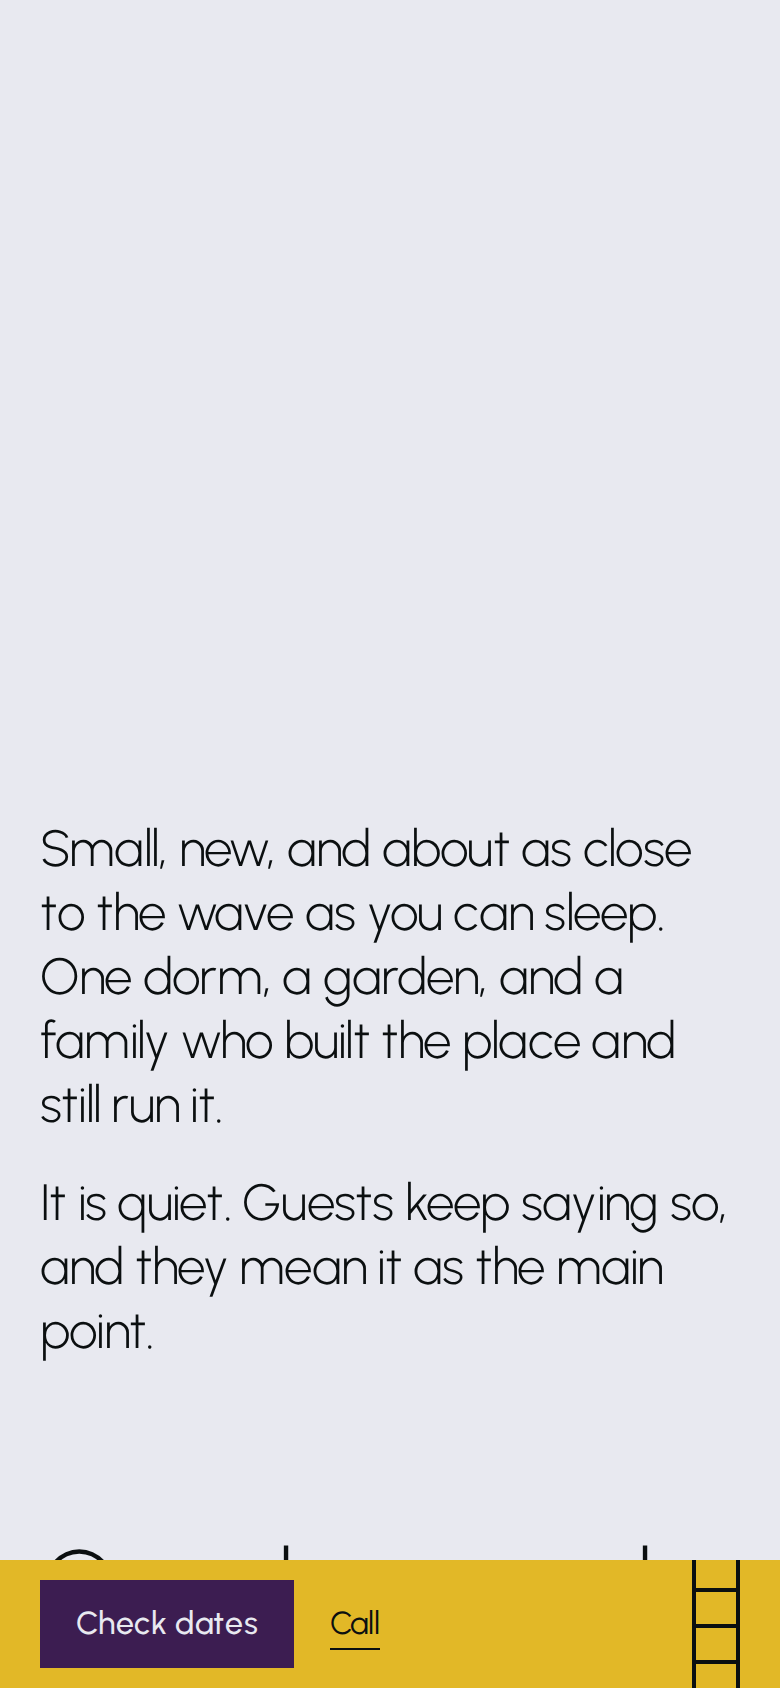 Small, new, and about as close
to the wave as you can sleep.
One dorm, a garden, and a
family who built the place and
still run it.
It is quiet. Guests keep saying so,
and they mean it as the main
point.
Check dates
Call